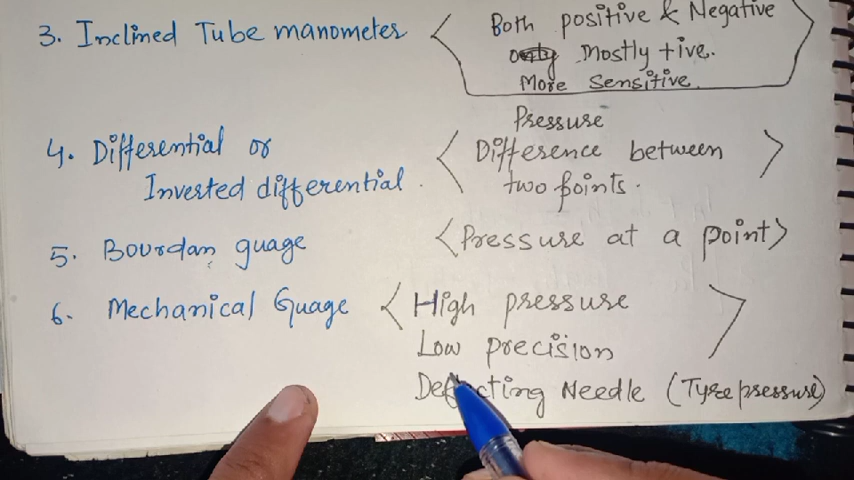 3. Inclined Tube manometer
Both positive & Negative
only mostly +ive.
More Sensitive.
4. Differential or
Inverted differential.
Pressure
Difference between
two points.
5. Bourdan guage
Pressure at a point
6. Mechanical Guage
High pressure
Low precision
Deflecting Needle (Tyre pressure)